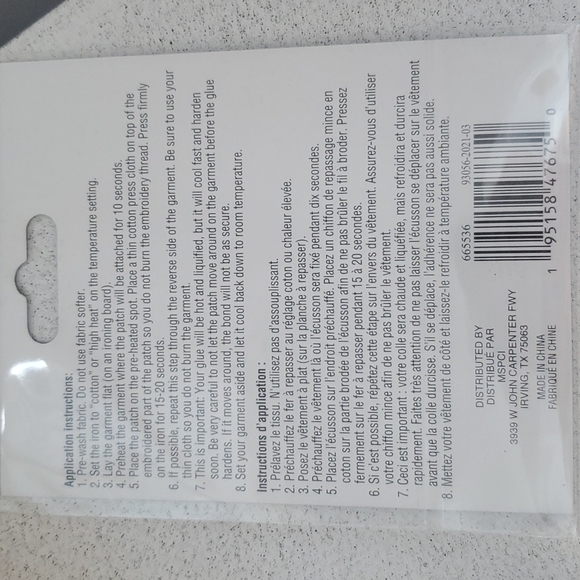 Application Instructions:
1. Pre-wash fabric. Do not use fabric softer.
2. Set the iron to "cotton" or "high heat" on the temperature setting.
3. Lay the garment flat (on an ironing board).
4. Preheat the garment where the patch will be attached for 10 seconds.
5. Place the patch on the pre-heated spot. Place a thin cotton press cloth on top of the
embroidered part of the patch so you do not burn the embroidery thread. Press firmly
on the iron for 15-20 seconds.
6. If possible, repeat this step through the reverse side of the garment. Be sure to use your
thin cloth so you do not burn the garment.
7. This is important: Your glue will be hot and liquified, but it will cool fast and harden
soon. Be very careful to not let the patch move around on the garment before the glue
hardens. If it moves around, the bond will not be as secure.
8. Set your garment aside and let it cool back down to room temperature.
Instructions d'application :
1. Prélavez le tissu. N'utilisez pas d'assouplissant.
2. Préchauffez le fer à repasser au réglage coton ou chaleur élevée.
3. Posez le vêtement à plat (sur la planche à repasser).
4. Préchauffez le vêtement là où l'écusson sera fixé pendant dix secondes.
5. Placez l'écusson sur l'endroit préchauffé. Placez un chiffon de repassage mince en
coton sur la partie brodée de l'écusson afin de ne pas brûler le fil à broder. Pressez
fermement sur le fer à repasser pendant 15 à 20 secondes.
6. Si c'est possible, répétez cette étape sur l'envers du vêtement. Assurez-vous d'utiliser
votre chiffon mince afin de ne pas brûler le vêtement.
7. Ceci est important : votre colle sera chaude et liquéfiée, mais refroidira et durcira
rapidement. Faites très attention de ne pas laisser l'écusson se déplacer sur le vêtement
avant que la colle durcisse. S'il se déplace, l'adhérence ne sera pas aussi solide.
8. Mettez votre vêtement de côté et laissez-le refroidir à température ambiante.
DISTRIBUTED BY
DISTRIBUÉ PAR
MSPCI
3939 W JOHN CARPENTER FWY
IRVING, TX 75063
MADE IN CHINA
FABRIQUÉ EN CHINE
665536 93056-2021-03
1 95158 47675 0